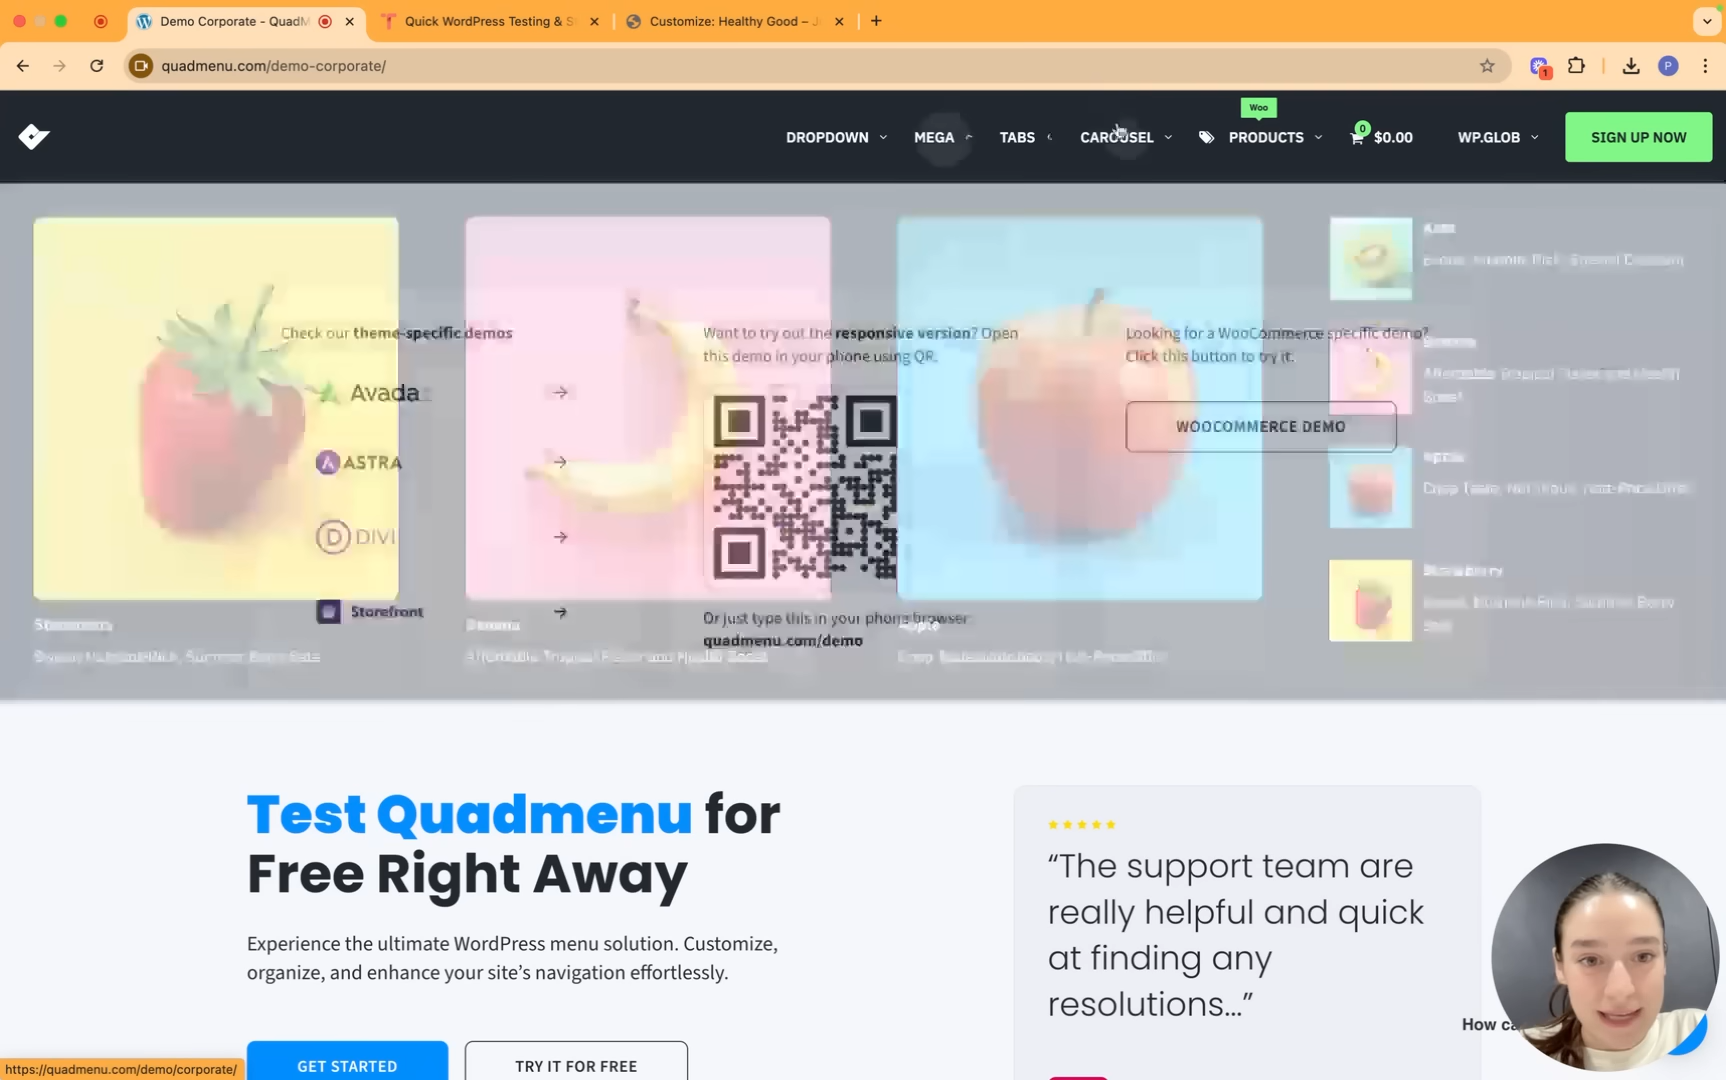 Demo Corporate - QuadM
Quick WordPress Testing & S
Customize: Healthy Good – J
quadmenu.com/demo-corporate/
1
P
Woo
DROPDOWN
MEGA
TABS
CAROUSEL
PRODUCTS
0
$0.00
WP.GLOB
SIGN UP NOW
Check our theme-specific demos
Avada
ASTRA
DIVI
Storefront
Want to try out the responsive version? Open
this demo in your phone using QR.
Or just type this in your phone browser:
quadmenu.com/demo
Looking for a WooCommerce specific demo?
Click this button to try it.
WOOCOMMERCE DEMO
Test Quadmenu for
Free Right Away
Experience the ultimate WordPress menu solution. Customize,
organize, and enhance your site’s navigation effortlessly.
GET STARTED
TRY IT FOR FREE
“The support team are
really helpful and quick
at finding any
resolutions...”
How ca
https://quadmenu.com/demo/corporate/